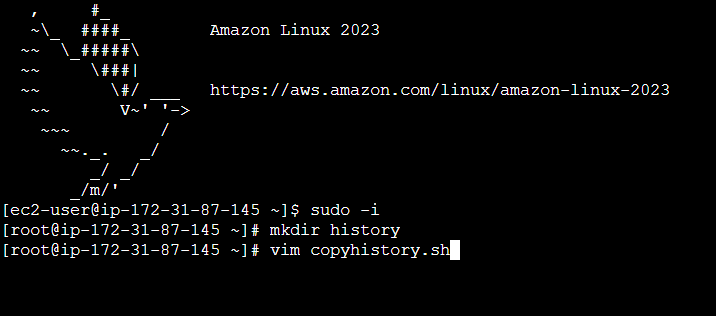 ,     #_
   ~\_  ####_        Amazon Linux 2023
  ~~  \_#####\
  ~~     \###|
  ~~       \#/ ___   https://aws.amazon.com/linux/amazon-linux-2023
   ~~       V~' '->
    ~~~         /
      ~~._.   _/
         _/ _/
       _/m/'
[ec2-user@ip-172-31-87-145 ~]$ sudo -i
[root@ip-172-31-87-145 ~]# mkdir history
[root@ip-172-31-87-145 ~]# vim copyhistory.sh